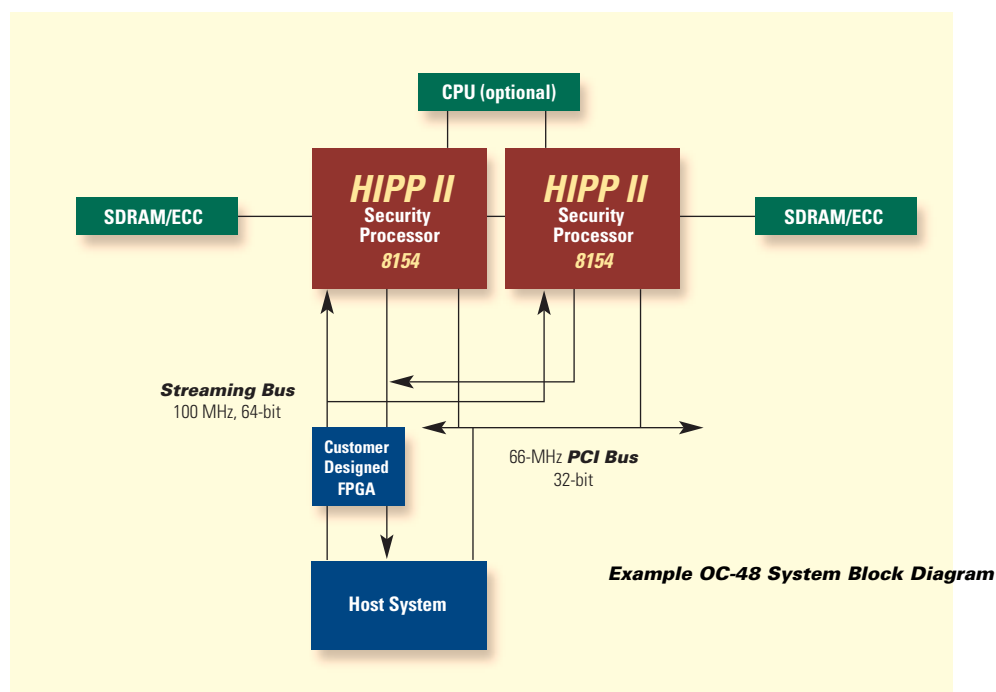 CPU (optional)
HIPP II
Security
Processor
8154
HIPP II
Security
Processor
8154
SDRAM/ECC
SDRAM/ECC
Streaming Bus
100 MHz, 64-bit
Customer
Designed
FPGA
66-MHz PCI Bus
32-bit
Host System
Example OC-48 System Block Diagram